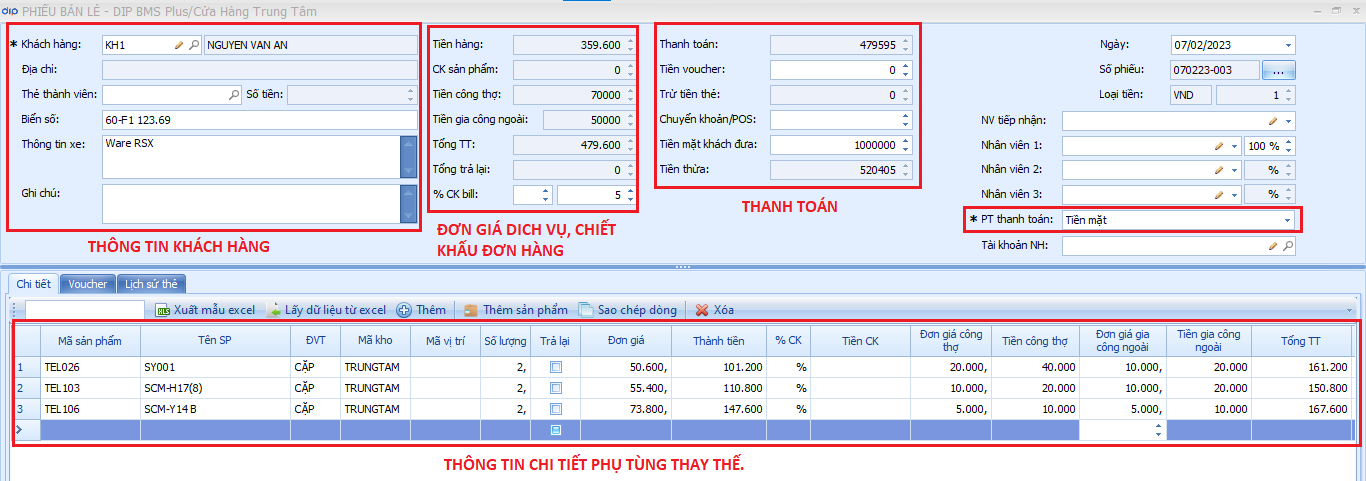 dip PHIẾU BÁN LẺ - DIP BMS Plus/Cửa Hàng Trung Tâm
* Khách hàng: KH1 NGUYEN VAN AN
Địa chỉ:
Thẻ thành viên: Số tiền:
Biển số: 60-F1 123.69
Thông tin xe: Ware RSX
Ghi chú:
THÔNG TIN KHÁCH HÀNG
Tiền hàng: 359.600
CK sản phẩm: 0
Tiền công thợ: 70000
Tiền gia công ngoài: 50000
Tổng TT: 479.600
Tổng trả lại: 0
% CK bill: 5
ĐƠN GIÁ DỊCH VỤ, CHIẾT
KHẤU ĐƠN HÀNG
Thanh toán: 479595
Tiền voucher: 0
Trừ tiền thẻ: 0
Chuyển khoản/POS:
Tiền mặt khách đưa: 1000000
Tiền thừa: 520405
THANH TOÁN
Ngày: 07/02/2023
Số phiếu: 070223-003 ...
Loại tiền: VND 1
NV tiếp nhận:
Nhân viên 1: 100 %
Nhân viên 2: %
Nhân viên 3: %
* PT thanh toán: Tiền mặt
Tài khoản NH:
Chi tiết Voucher Lịch sử thẻ
Xuất mẫu excel Lấy dữ liệu từ excel Thêm Thêm sản phẩm Sao chép dòng Xóa
Mã sản phẩm Tên SP ĐVT Mã kho Mã vị trí Số lượng Trả lại Đơn giá Thành tiền % CK Tiền CK Đơn giá công thợ Tiền công thợ Đơn giá gia công ngoài Tiền gia công ngoài Tổng TT
1 TEL026 SY001 CẶP TRUNGTAM 2, 50.600, 101.200 % 20.000, 40.000 10.000, 20.000 161.200
2 TEL103 SCM-H17(8) CẶP TRUNGTAM 2, 55.400, 110.800 % 10.000, 20.000 10.000, 20.000 150.800
3 TEL106 SCM-Y14 B CẶP TRUNGTAM 2, 73.800, 147.600 % 5.000, 10.000 5.000, 10.000 167.600
THÔNG TIN CHI TIẾT PHỤ TÙNG THAY THẾ.